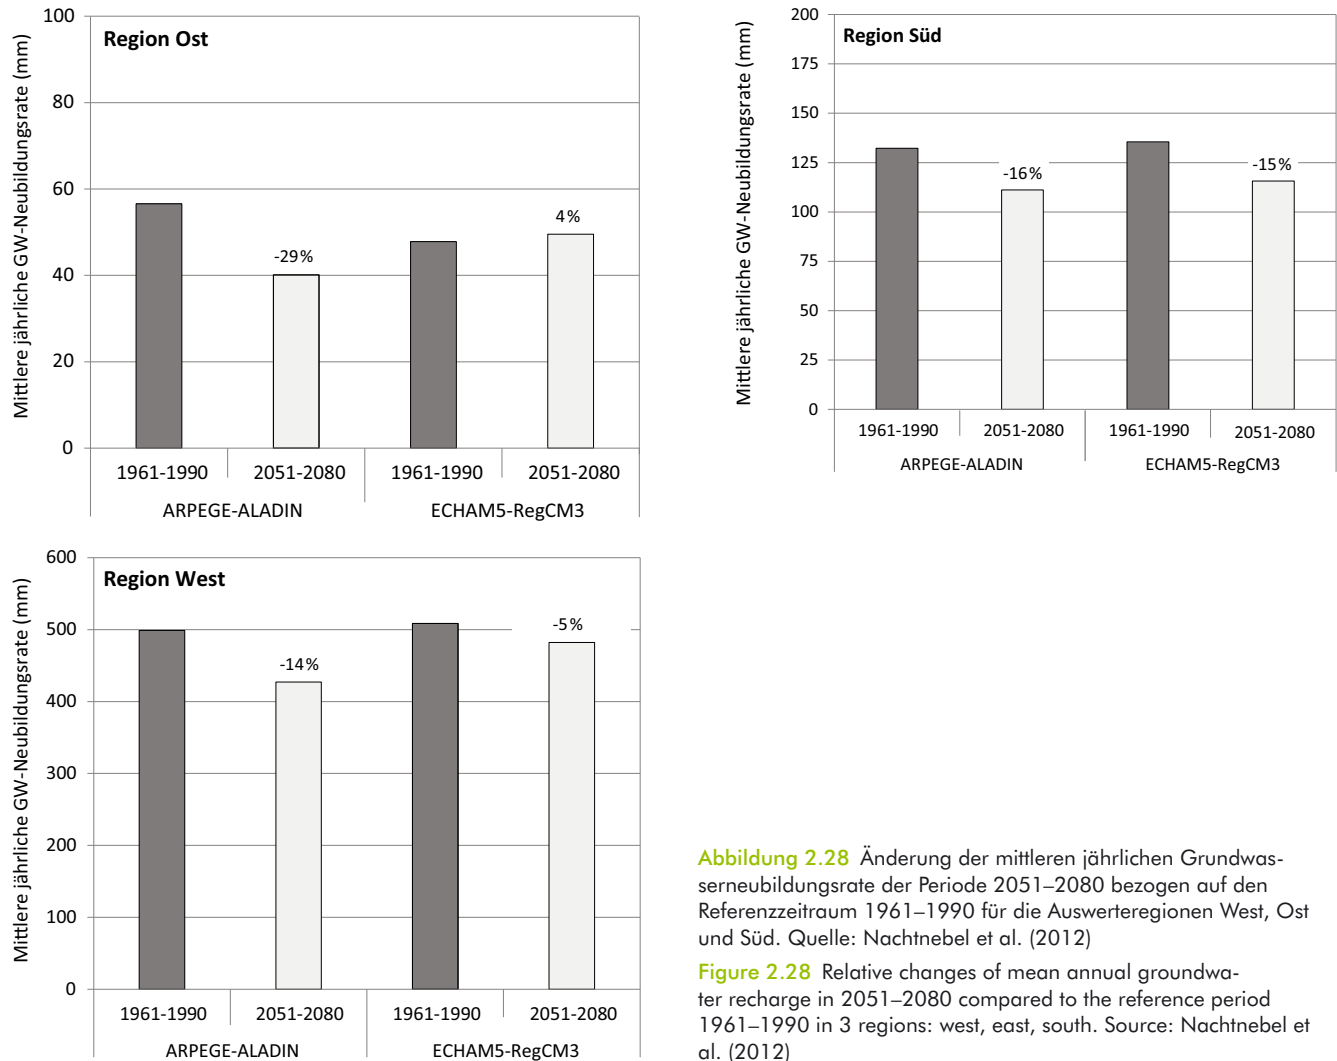 Region Ost
Mittlere jährliche GW-Neubildungsrate (mm)
100
80
60
40
20
0
-29%
4%
1961-1990
2051-2080
1961-1990
2051-2080
ARPEGE-ALADIN
ECHAM5-RegCM3
Region Süd
Mittlere jährliche GW-Neubildungsrate (mm)
200
175
150
125
100
75
50
25
0
-16%
-15%
1961-1990
2051-2080
1961-1990
2051-2080
ARPEGE-ALADIN
ECHAM5-RegCM3
Region West
Mittlere jährliche GW-Neubildungsrate (mm)
600
500
400
300
200
100
0
-14%
-5%
1961-1990
2051-2080
1961-1990
2051-2080
ARPEGE-ALADIN
ECHAM5-RegCM3
Abbildung 2.28 Änderung der mittleren jährlichen Grundwas-
serneubildungsrate der Periode 2051–2080 bezogen auf den
Referenzzeitraum 1961–1990 für die Auswerteregionen West, Ost
und Süd. Quelle: Nachtnebel et al. (2012)
Figure 2.28 Relative changes of mean annual groundwa-
ter recharge in 2051–2080 compared to the reference period
1961–1990 in 3 regions: west, east, south. Source: Nachtnebel et
al. (2012)